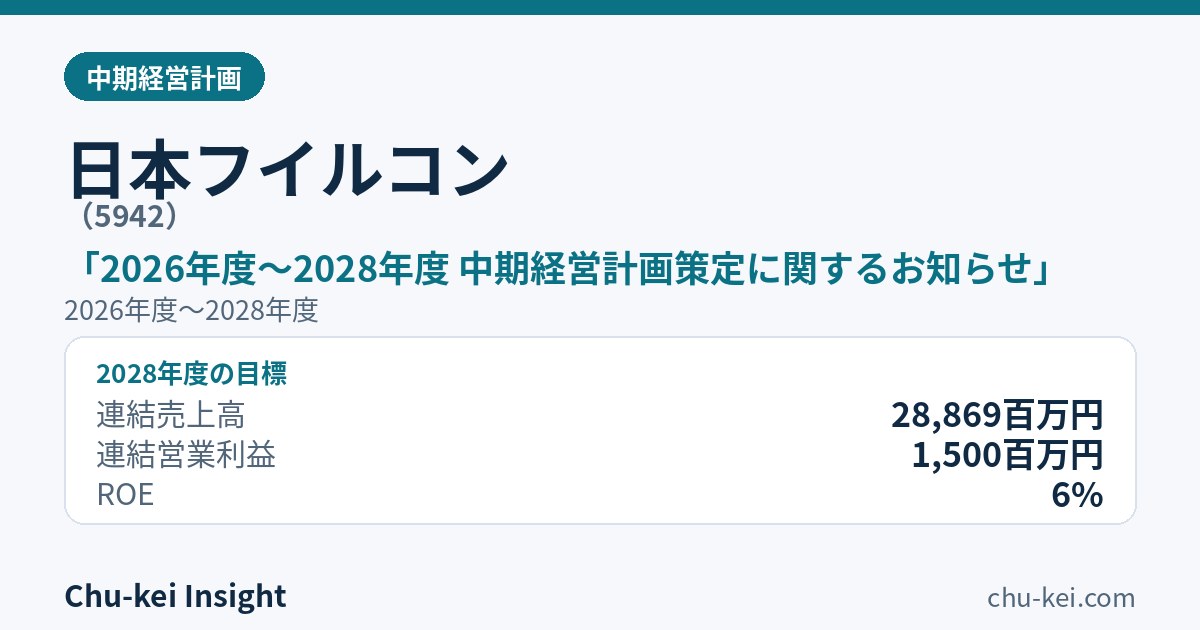 中期経営計画
日本フイルコン
（5942）
「2026年度～2028年度 中期経営計画策定に関するお知らせ」
2026年度～2028年度
2028年度の目標
連結売上高 28,869百万円
連結営業利益 1,500百万円
ROE 6%
Chu-kei Insight chu-kei.com